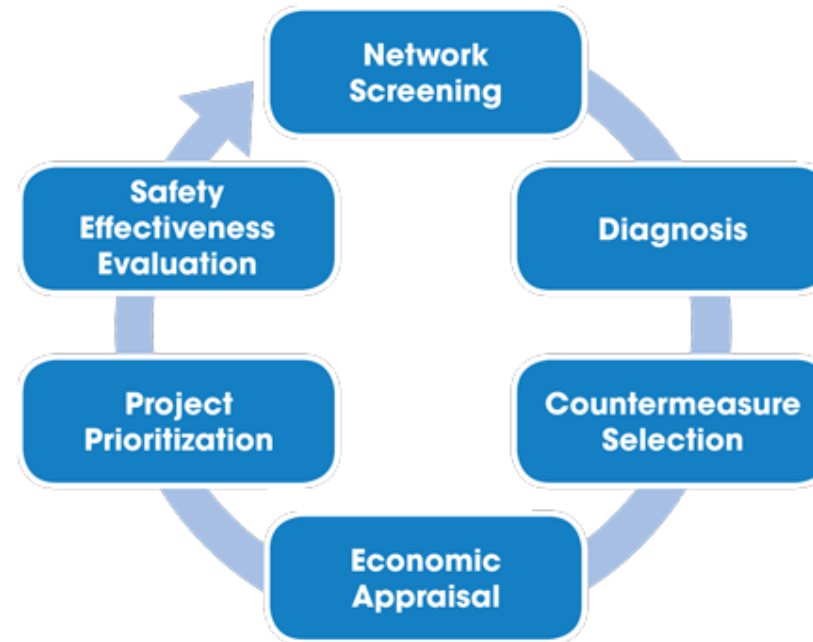 Network
Screening
Diagnosis
Countermeasure
Selection
Economic
Appraisal
Project
Prioritization
Safety
Effectiveness
Evaluation